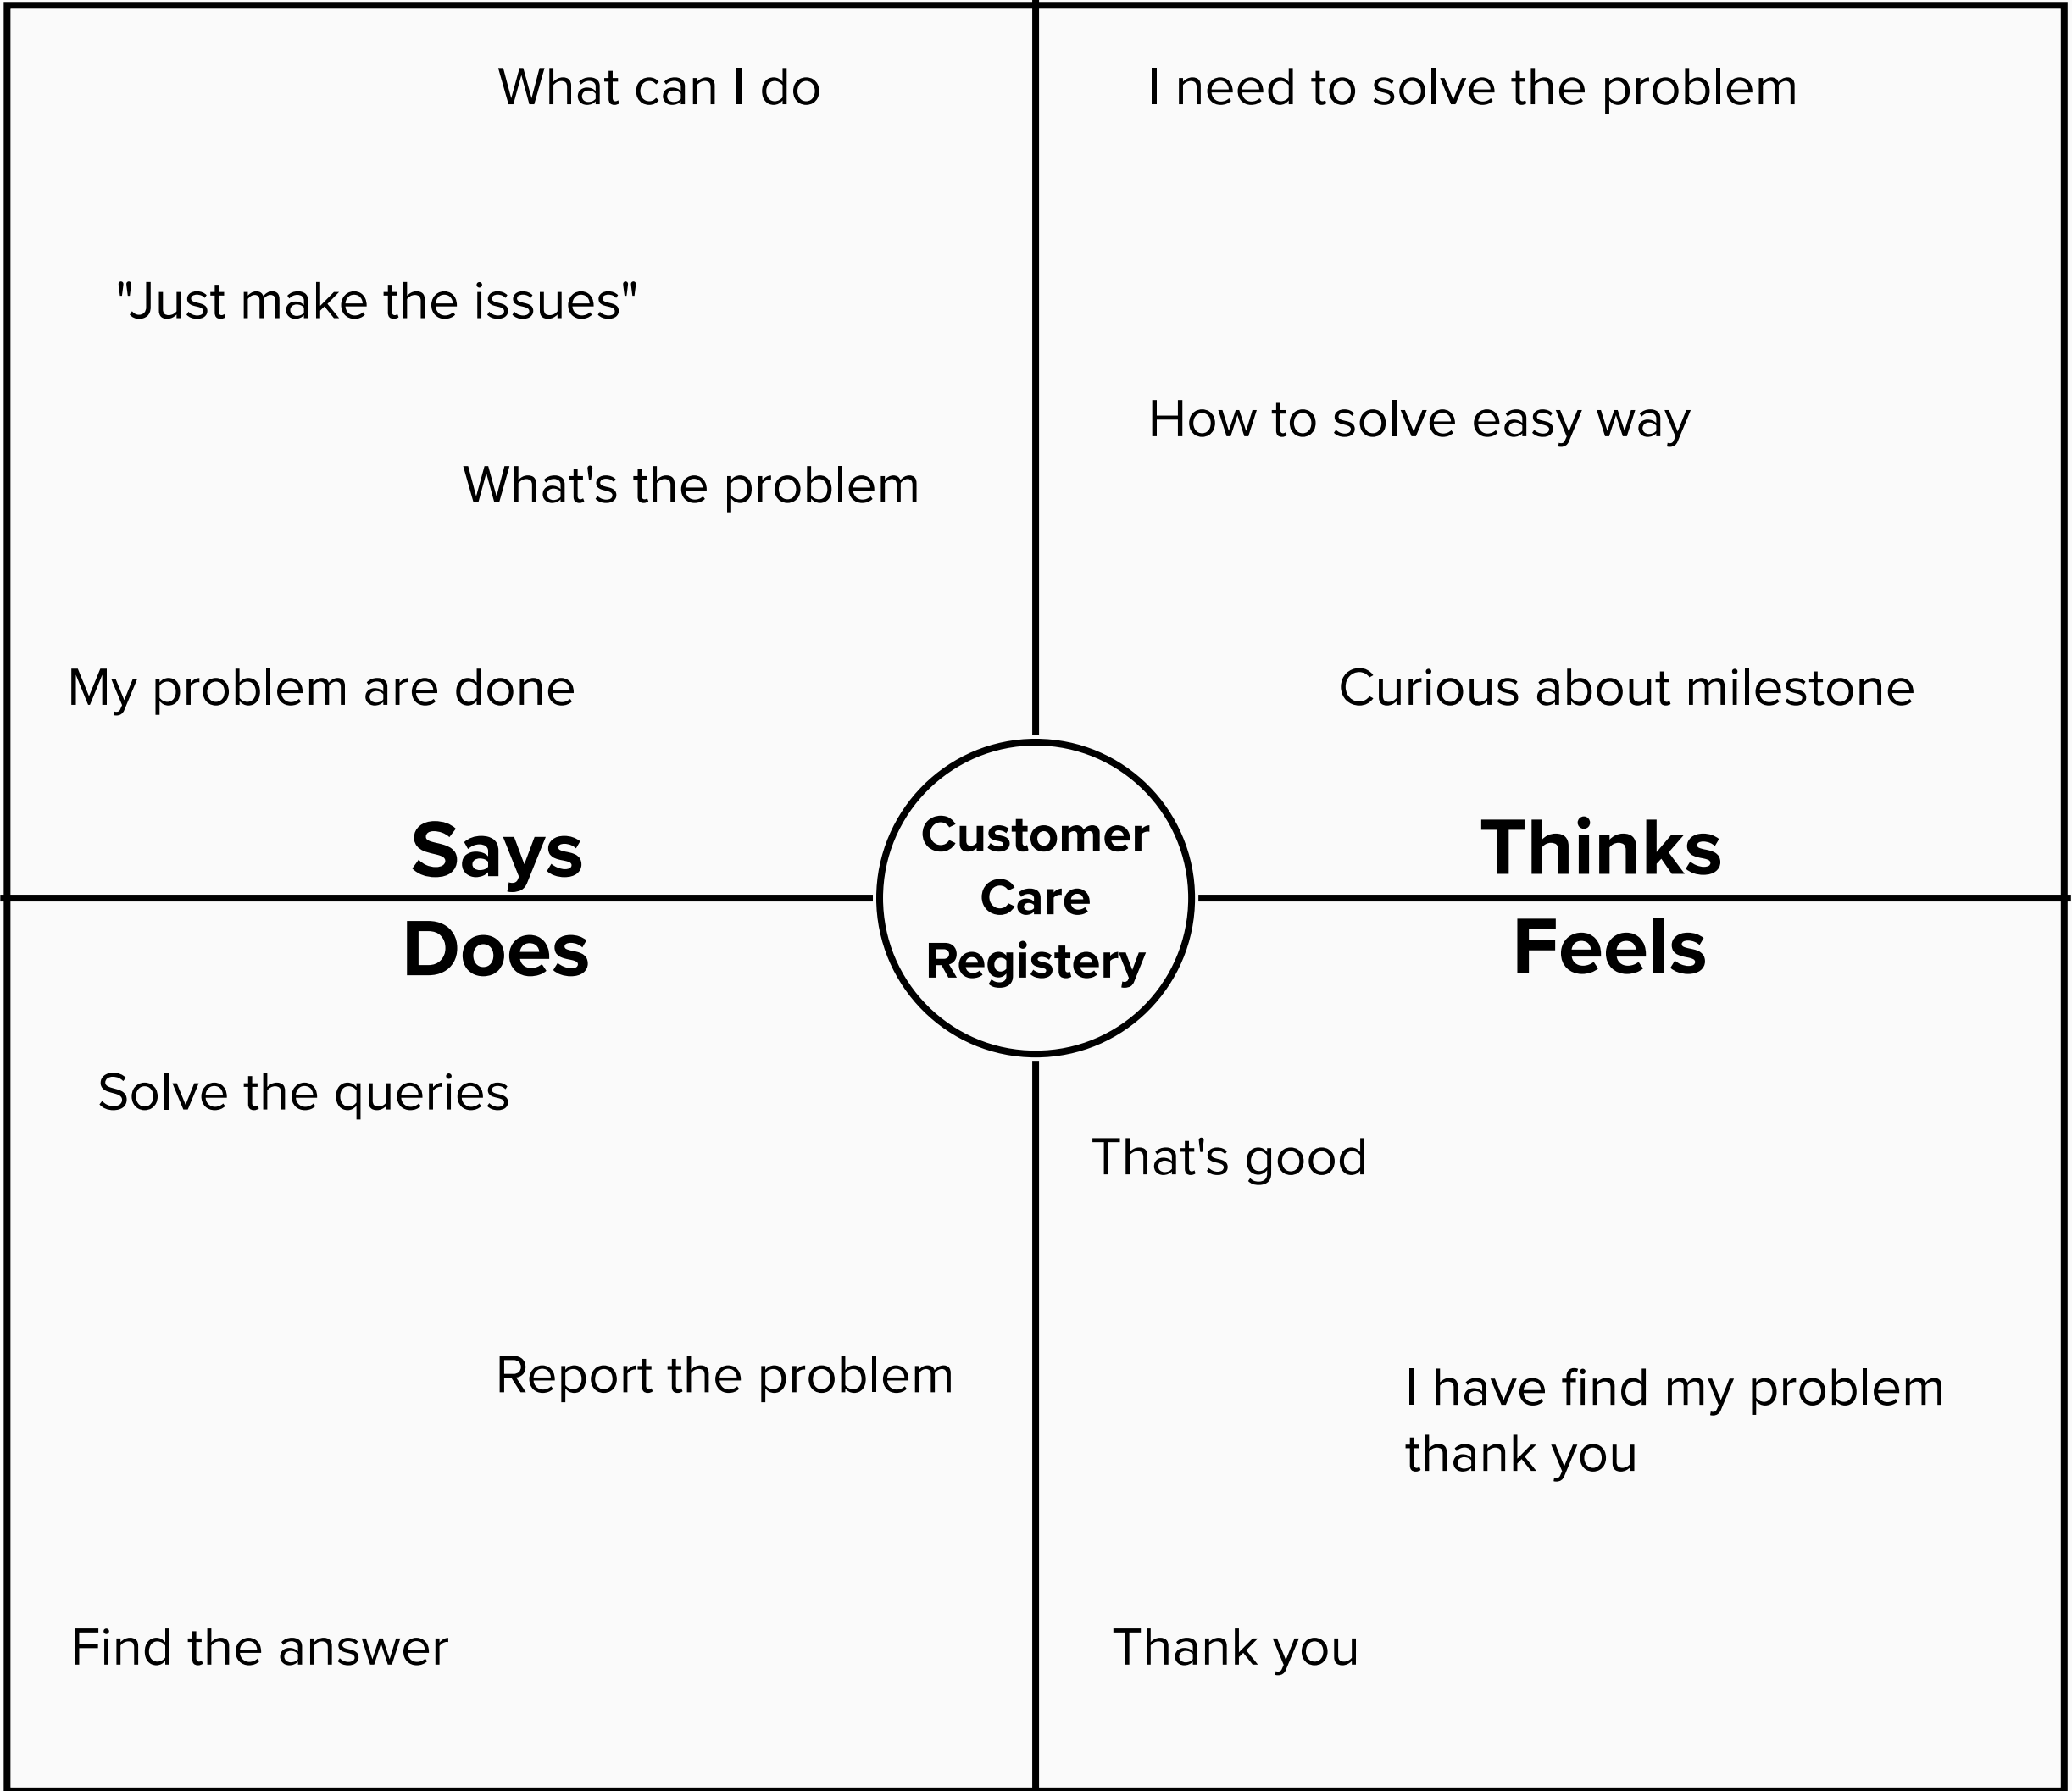 What can I do
"Just make the issues"
What's the problem
My problem are done
Says
I need to solve the problem
How to solve easy way
Curious about milestone
Thinks
Customer
Care
Registery
Does
Solve the queries
Report the problem
Find the answer
Feels
That's good
I have find my problem
thank you
Thank you